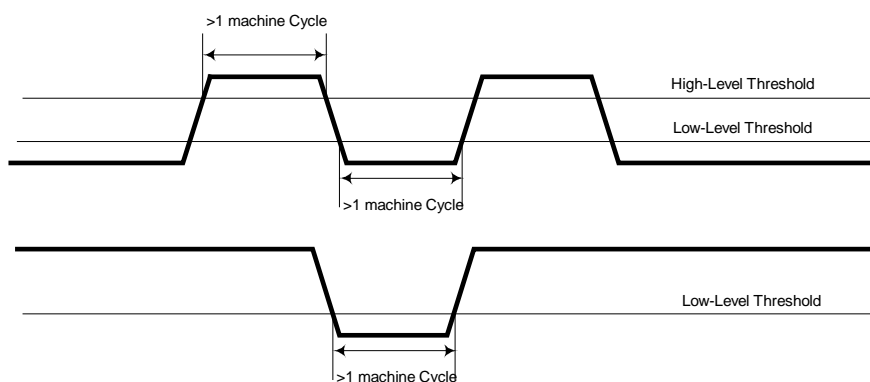 >1 machine Cycle
High-Level Threshold
Low-Level Threshold
>1 machine Cycle
Low-Level Threshold
>1 machine Cycle